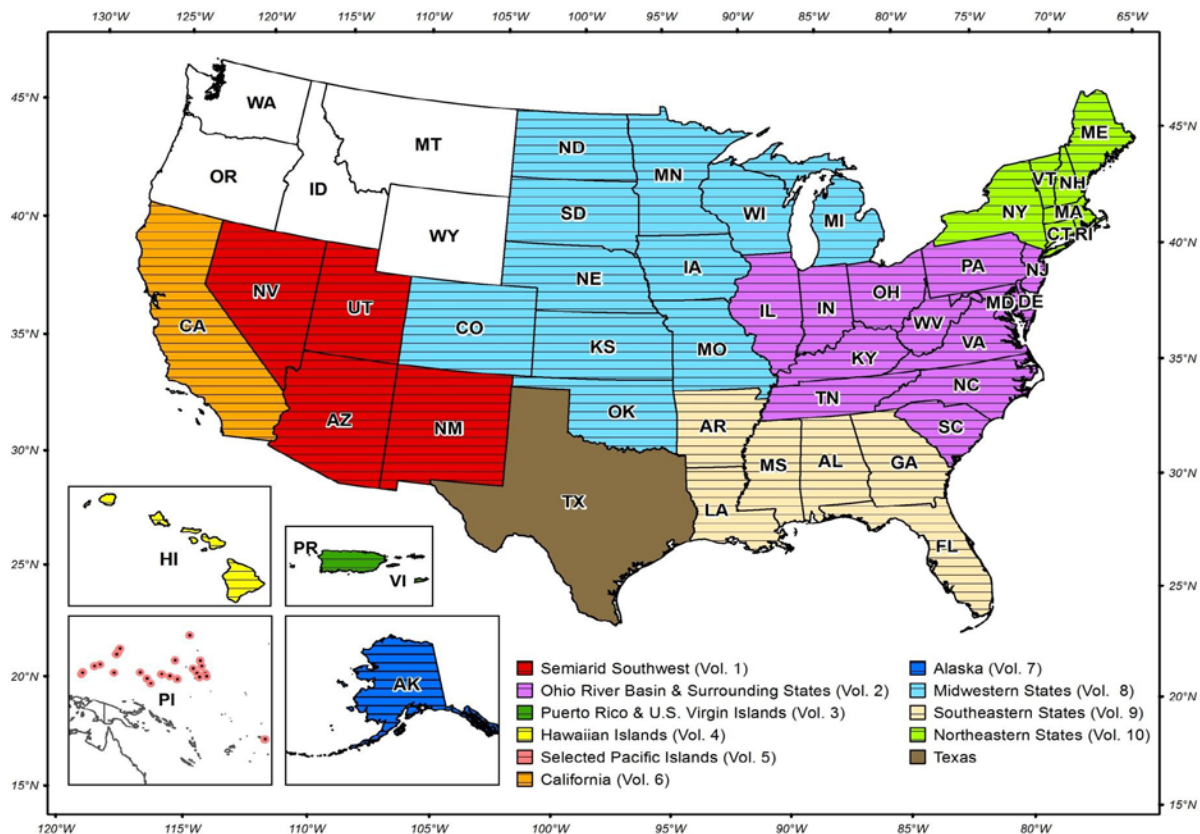 130°W 125°W 120°W 115°W 110°W 105°W 100°W 95°W 90°W 85°W 80°W 75°W 70°W 65°W
45°N
40°N
35°N
30°N
25°N
20°N
15°N
45°N
40°N
35°N
30°N
25°N
20°N
15°N
WA
MT
ND
MN
ME
OR
ID
SD
WI
MI
VT
NH
NY
MA
WY
CT
RI
IA
NE
PA
NJ
NV
UT
CO
IL
IN
OH
MD
DE
WV
CA
KS
MO
VA
KY
NC
TN
AZ
NM
OK
AR
SC
MS
AL
GA
TX
LA
FL
HI
PR
VI
PI
AK
Semiarid Southwest (Vol. 1)
Ohio River Basin & Surrounding States (Vol. 2)
Puerto Rico & U.S. Virgin Islands (Vol. 3)
Hawaiian Islands (Vol. 4)
Selected Pacific Islands (Vol. 5)
California (Vol. 6)
Alaska (Vol. 7)
Midwestern States (Vol. 8)
Southeastern States (Vol. 9)
Northeastern States (Vol. 10)
Texas
120°W 115°W 110°W 105°W 100°W 95°W 90°W 85°W 80°W